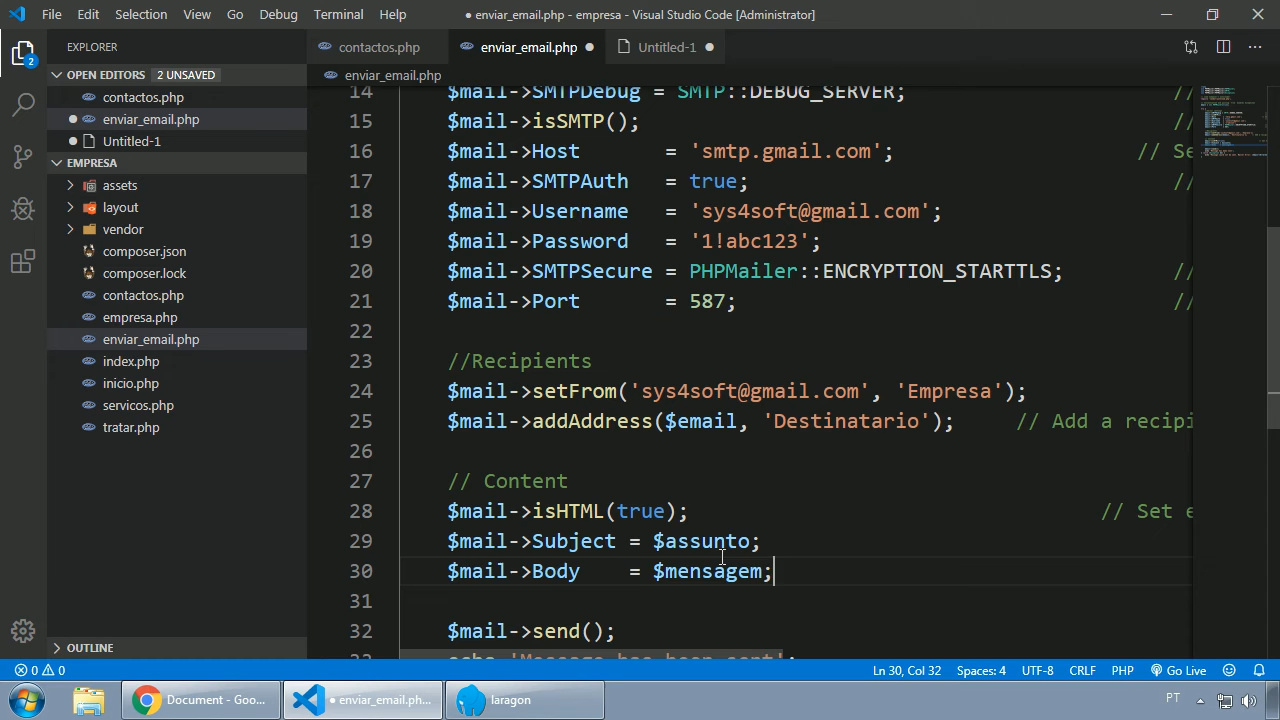 File Edit Selection View Go Debug Terminal Help
● enviar_email.php - empresa - Visual Studio Code [Administrator]
2
EXPLORER
contactos.php
enviar_email.php ●
Untitled-1 ●
OPEN EDITORS 2 UNSAVED
enviar_email.php
contactos.php
● enviar_email.php
● Untitled-1
EMPRESA
assets
layout
vendor
composer.json
composer.lock
contactos.php
empresa.php
enviar_email.php
index.php
inicio.php
servicos.php
tratar.php
OUTLINE
14 $mail->SMTPDebug = SMTP::DEBUG_SERVER; //
15 $mail->isSMTP(); //
16 $mail->Host = 'smtp.gmail.com'; // Se
17 $mail->SMTPAuth = true; //
18 $mail->Username = 'sys4soft@gmail.com';
19 $mail->Password = '1!abc123';
20 $mail->SMTPSecure = PHPMailer::ENCRYPTION_STARTTLS; //
21 $mail->Port = 587; //
22
23 //Recipients
24 $mail->setFrom('sys4soft@gmail.com', 'Empresa');
25 $mail->addAddress($email, 'Destinatario'); // Add a recipi
26
27 // Content
28 $mail->isHTML(true); // Set e
29 $mail->Subject = $assunto;
30 $mail->Body = $mensagem;
31
32 $mail->send();
33 echo 'Message has been sent';
0 0 Ln 30, Col 32 Spaces: 4 UTF-8 CRLF PHP Go Live
Document - Goo... ● enviar_email.ph... laragon PT